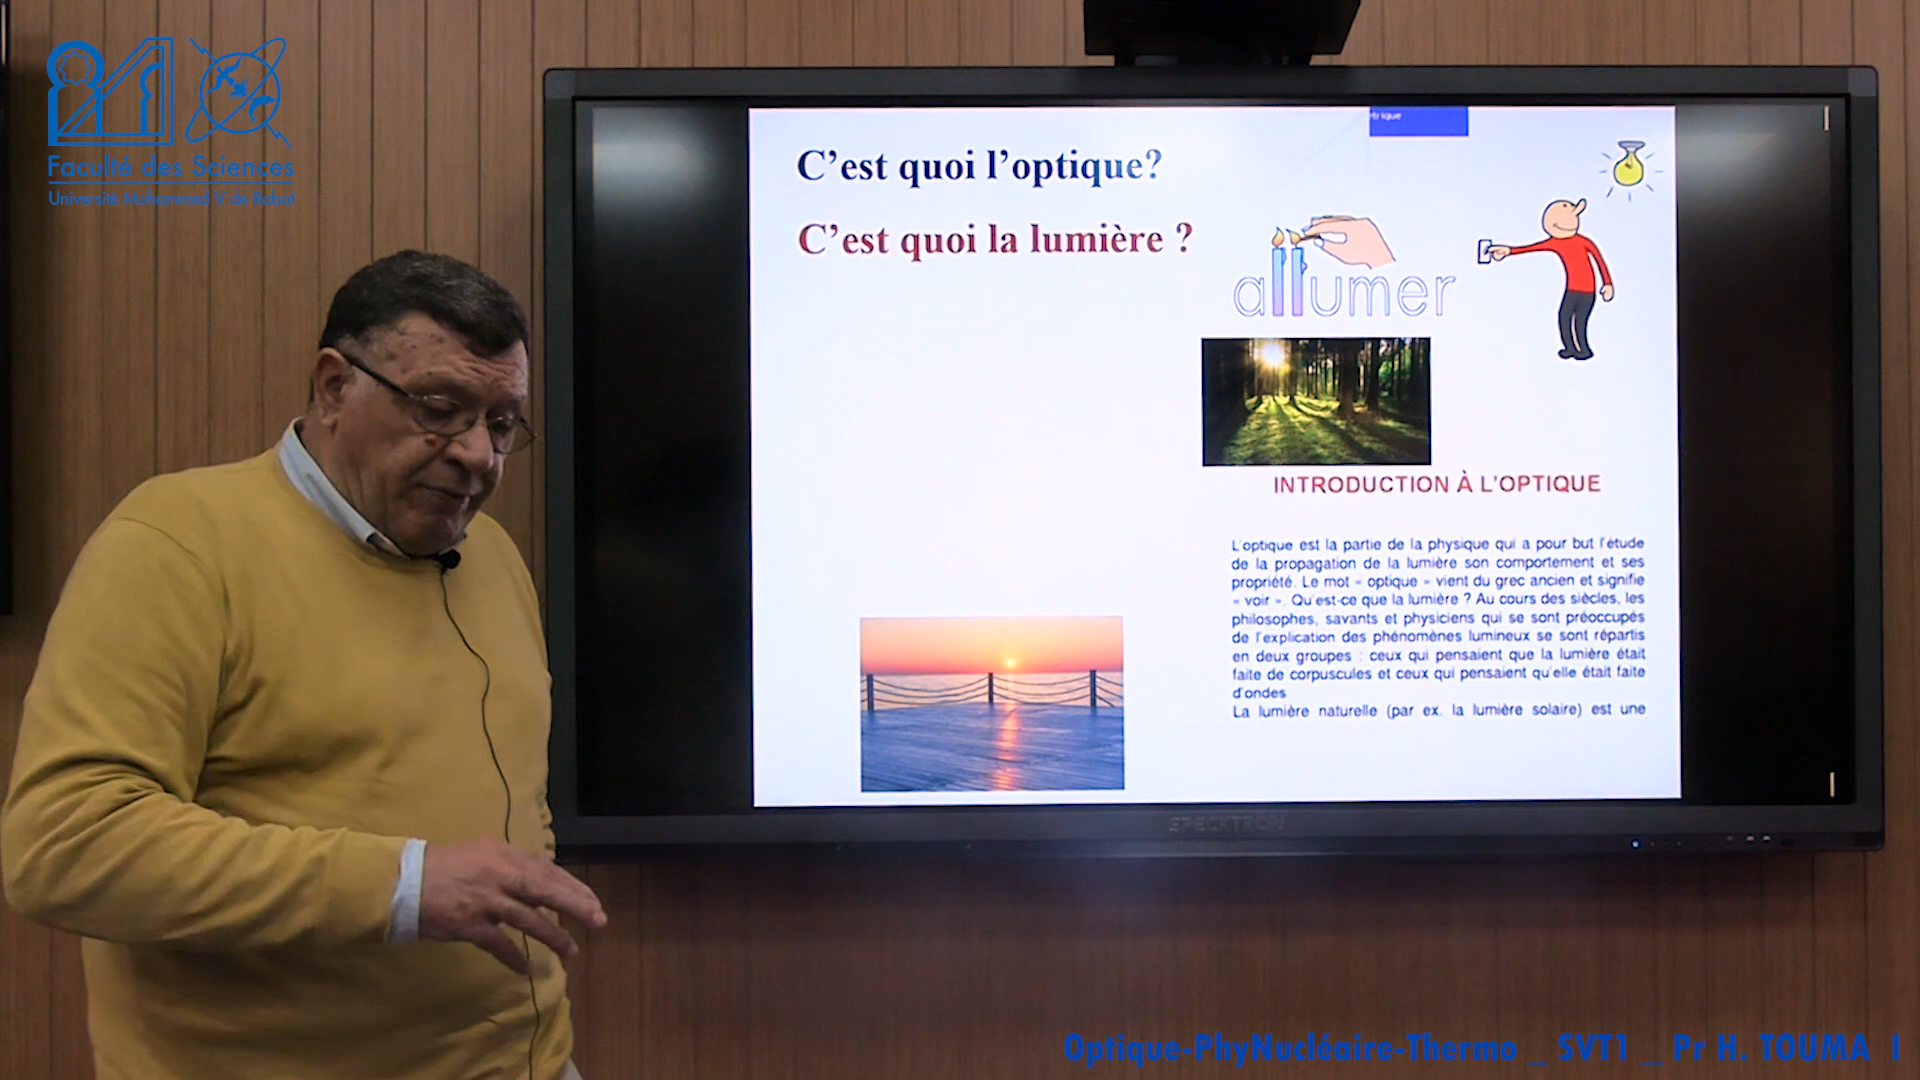 Faculté des Sciences
Université Mohammed V de Rabat
trique
C'est quoi l'optique?
C'est quoi la lumière ?
allumer
INTRODUCTION À L'OPTIQUE
L'optique est la partie de la physique qui a pour but l'étude
de la propagation de la lumière son comportement et ses
propriété. Le mot « optique » vient du grec ancien et signifie
« voir ». Qu'est-ce que la lumière ? Au cours des siècles, les
philosophes, savants et physiciens qui se sont préoccupés
de l'explication des phénomènes lumineux se sont répartis
en deux groupes : ceux qui pensaient que la lumière était
faite de corpuscules et ceux qui pensaient qu'elle était faite
d'ondes
La lumière naturelle (par ex. la lumière solaire) est une
SPECKTRON
Optique-PhyNucléaire-Thermo _ SVT1 _ Pr H. TOUMA I